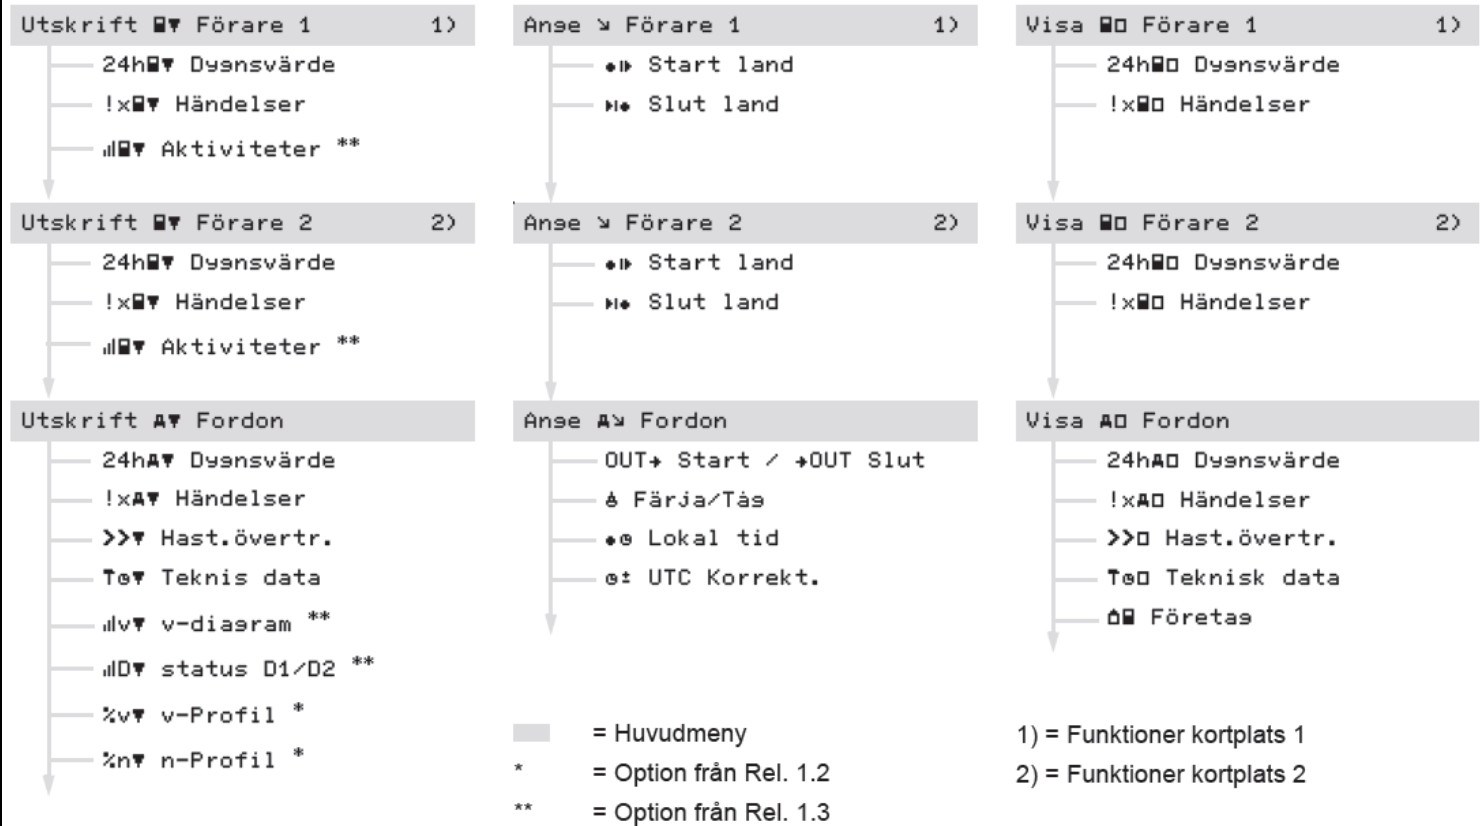 Utskrift Förare 1 1)
24h Dygnsvärde
!x Händelser
Aktiviteter **
Utskrift Förare 2 2)
24h Dygnsvärde
!x Händelser
Aktiviteter **
Utskrift Fordon
24h Dygnsvärde
!x Händelser
>> Hast.övertr.
Teknis data
v v-diagram **
D status D1/D2 **
%v v-Profil *
%n n-Profil *
Ange Förare 1 1)
Start land
Slut land
Ange Förare 2 2)
Start land
Slut land
Ange Fordon
OUT→ Start / →OUT Slut
Färja/Tåg
Lokal tid
UTC Korrekt.
Visa Förare 1 1)
24h Dygnsvärde
!x Händelser
Visa Förare 2 2)
24h Dygnsvärde
!x Händelser
Visa Fordon
24h Dygnsvärde
!x Händelser
>> Hast.övertr.
Teknisk data
Företag
= Huvudmeny
* = Option från Rel. 1.2
** = Option från Rel. 1.3
1) = Funktioner kortplats 1
2) = Funktioner kortplats 2